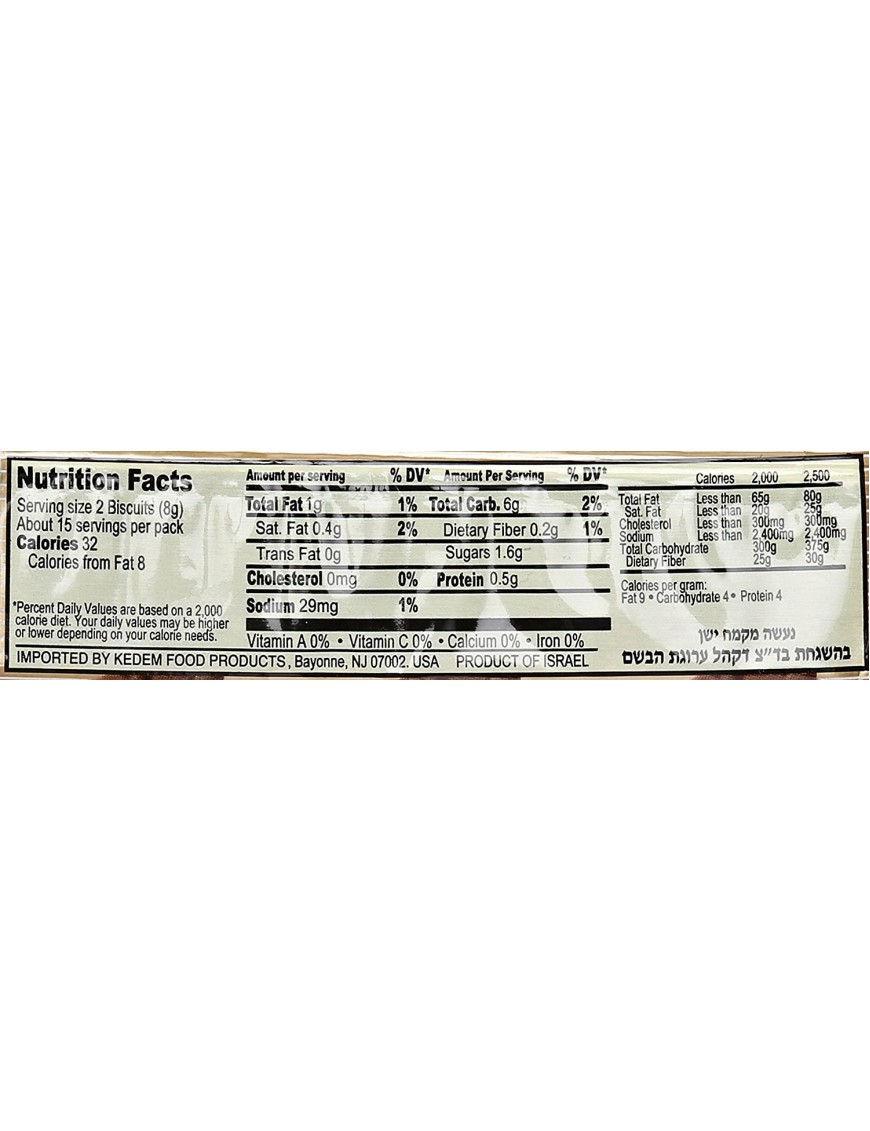 Nutrition Facts
Serving size 2 Biscuits (8g)
About 15 servings per pack
Calories 32
Calories from Fat 8
*Percent Daily Values are based on a 2,000
calorie diet. Your daily values may be higher
or lower depending on your calorie needs.
Amount per serving % DV* Amount Per Serving % DV*
Total Fat 1g 1% Total Carb. 6g 2%
Sat. Fat 0.4g 2% Dietary Fiber 0.2g 1%
Trans Fat 0g Sugars 1.6g
Cholesterol 0mg 0% Protein 0.5g
Sodium 29mg 1%
Vitamin A 0% • Vitamin C 0% • Calcium 0% • Iron 0%
IMPORTED BY KEDEM FOOD PRODUCTS, Bayonne, NJ 07002. USA PRODUCT OF ISRAEL
Calories 2,000 2,500
Total Fat Less than 65g 80g
Sat. Fat Less than 20g 25g
Cholesterol Less than 300mg 300mg
Sodium Less than 2,400mg 2,400mg
Total Carbohydrate 300g 375g
Dietary Fiber 25g 30g
Calories per gram:
Fat 9 • Carbohydrate 4 • Protein 4
נעשה מקמח ישן
בהשגחת בד״צ דקהל ערוגת הבשם